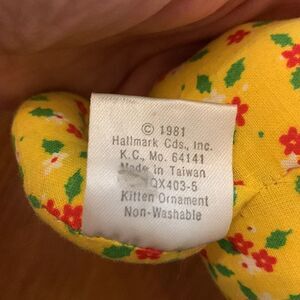 © 1981
Hallmark Cds., Inc.
K.C., Mo. 64141
Made in Taiwan
QX403-5
Kitten Ornament
Non-Washable